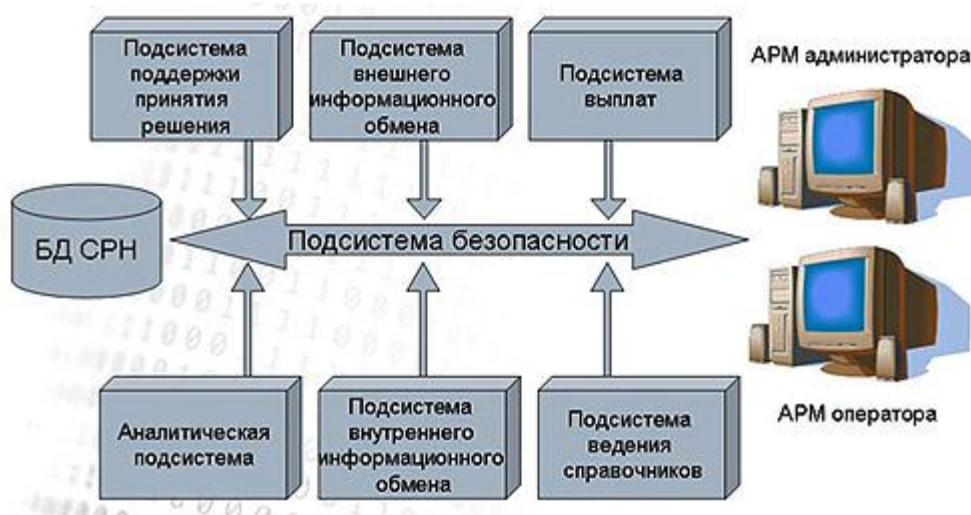 Подсистема
поддержки
принятия
решения
Подсистема
внешнего
информационного
обмена
Подсистема
выплат
АРМ администратора
БД СРН
Подсистема безопасности
Аналитическая
подсистема
Подсистема
внутреннего
информационного
обмена
Подсистема
ведения
справочников
АРМ оператора